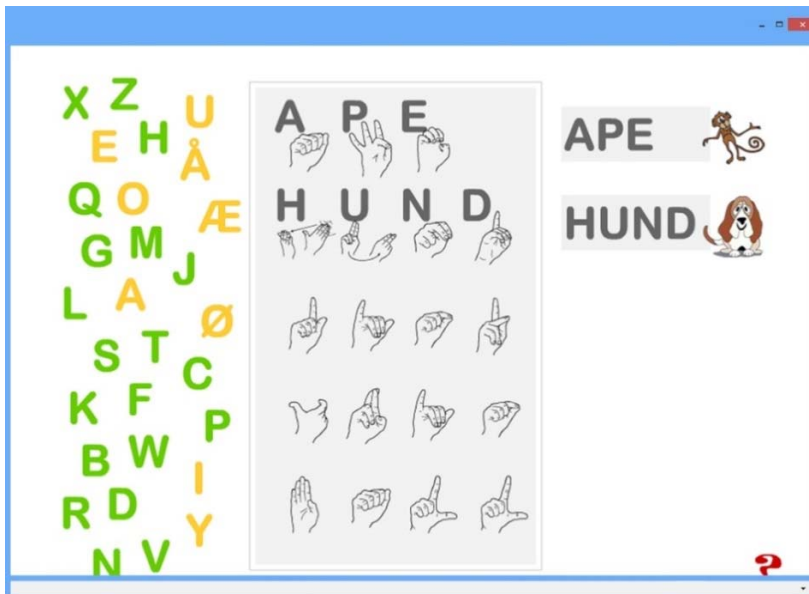 X Z U
E H Å
Q O Æ
G M J
L A Ø
S T C
K F P
B W I
R D Y
N V
A P E
H U N D
APE
HUND
?